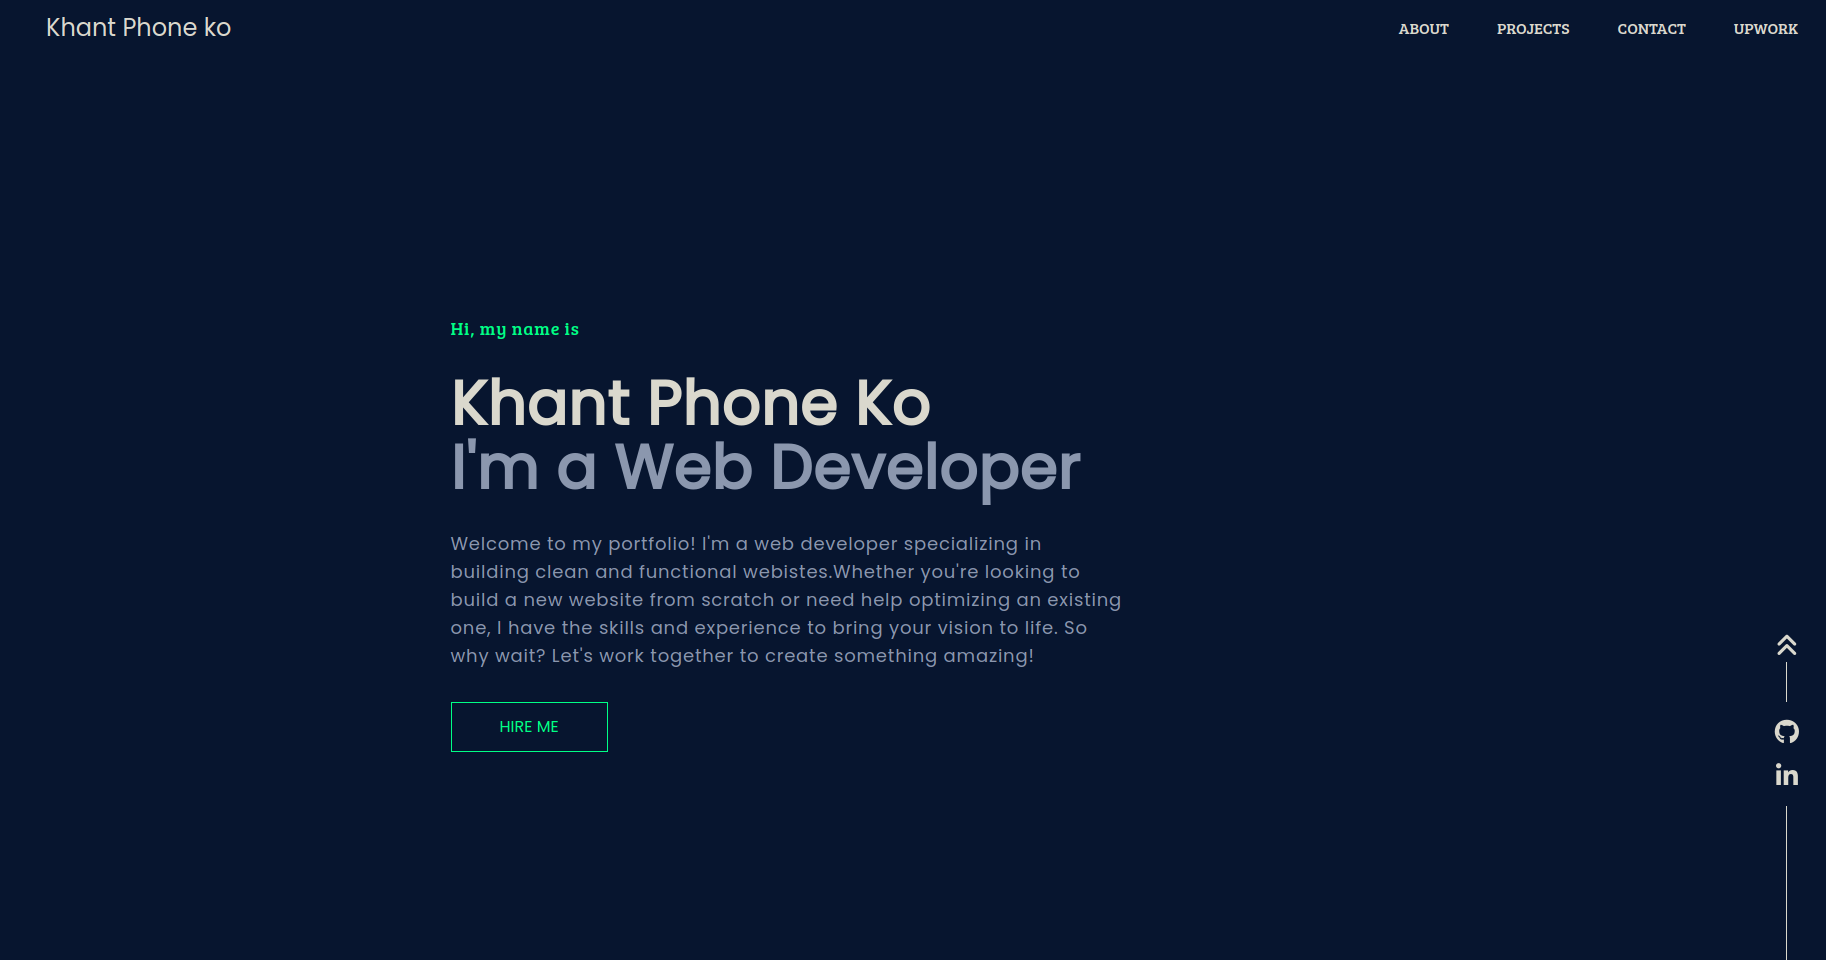 Khant Phone ko
ABOUT PROJECTS CONTACT UPWORK
Hi, my name is
Khant Phone Ko
I'm a Web Developer
Welcome to my portfolio! I'm a web developer specializing in
building clean and functional webistes.Whether you're looking to
build a new website from scratch or need help optimizing an existing
one, I have the skills and experience to bring your vision to life. So
why wait? Let's work together to create something amazing!
HIRE ME
in